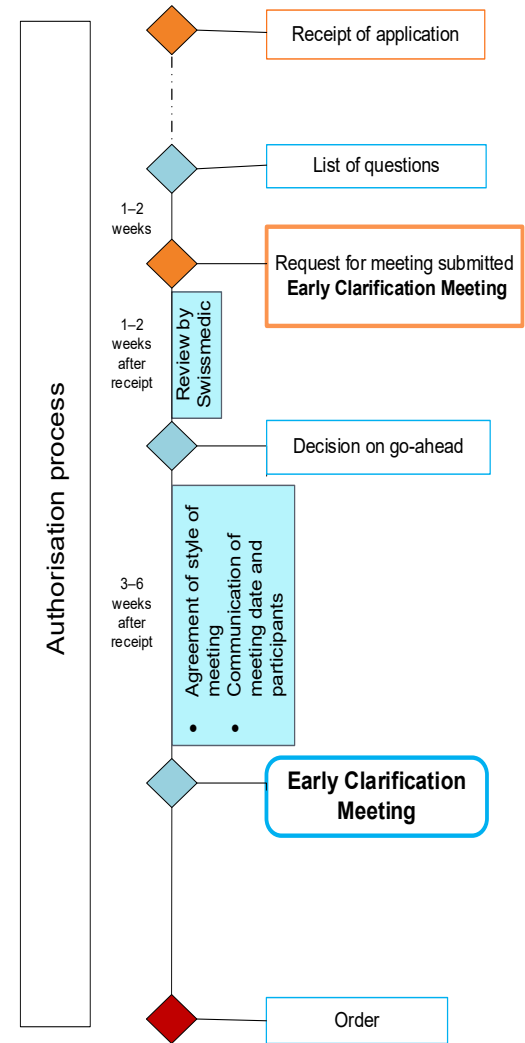 Authorisation process
Receipt of application
List of questions
1–2
weeks
Request for meeting submitted
Early Clarification Meeting
1–2
weeks
after
receipt
Review by
Swissmedic
Decision on go-ahead
3–6
weeks
after
receipt
• Agreement of style of
meeting
• Communication of
meeting date and
participants
Early Clarification
Meeting
Order